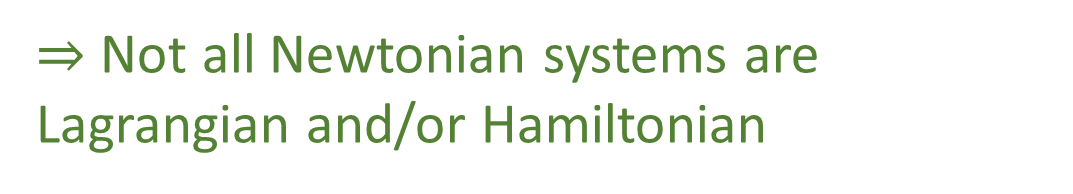 ⇒ Not all Newtonian systems are
Lagrangian and/or Hamiltonian